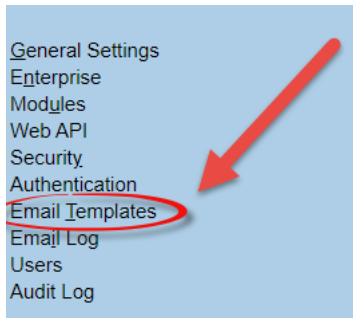 General Settings
Enterprise
Modules
Web API
Security
Authentication
Email Templates
Email Log
Users
Audit Log